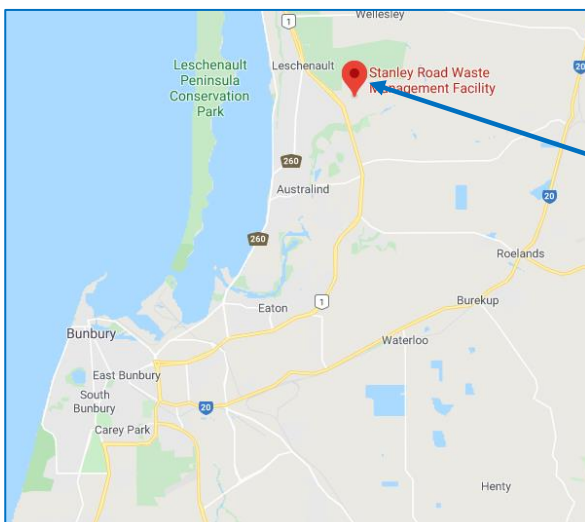 1
Wellesley
Leschenault
Peninsula
Conservation
Park
Leschenault
Stanley Road Waste
Management Facility
20
260
Australind
20
260
Roelands
1
Eaton
Burekup
Bunbury
Waterloo
East Bunbury
South
Bunbury
20
Carey Park
Henty